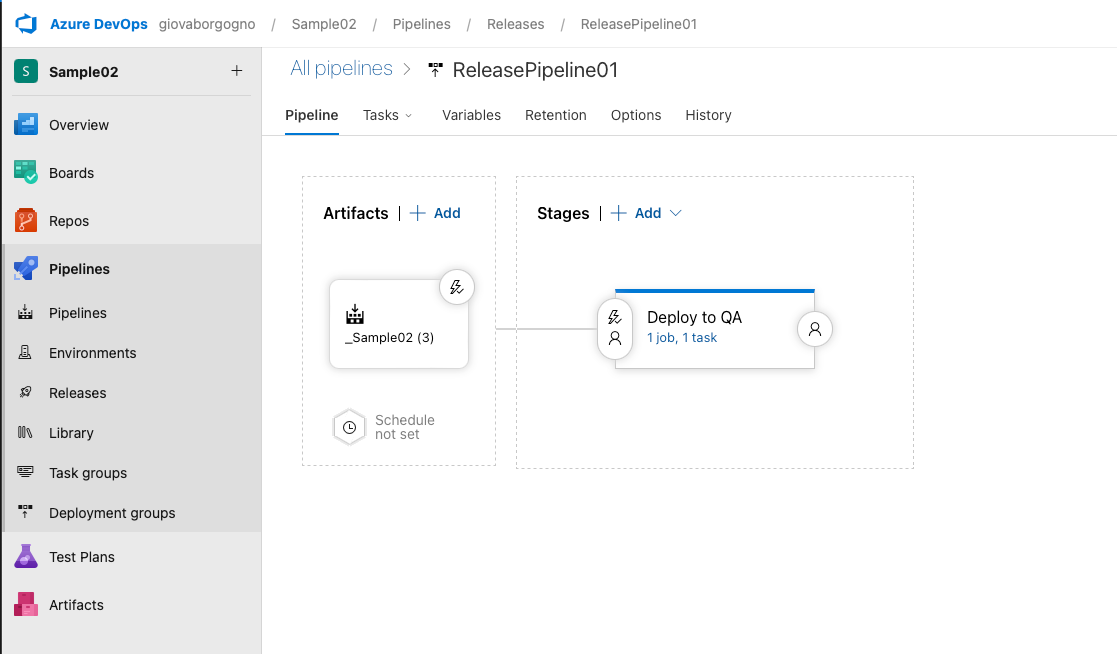 Azure DevOps giovaborgogno / Sample02 / Pipelines / Releases / ReleasePipeline01
S Sample02 +
Overview
Boards
Repos
Pipelines
Pipelines
Environments
Releases
Library
Task groups
Deployment groups
Test Plans
Artifacts
All pipelines > ReleasePipeline01
Pipeline Tasks Variables Retention Options History
Artifacts | + Add
_Sample02 (3)
Schedule
not set
Stages | + Add
Deploy to QA
1 job, 1 task